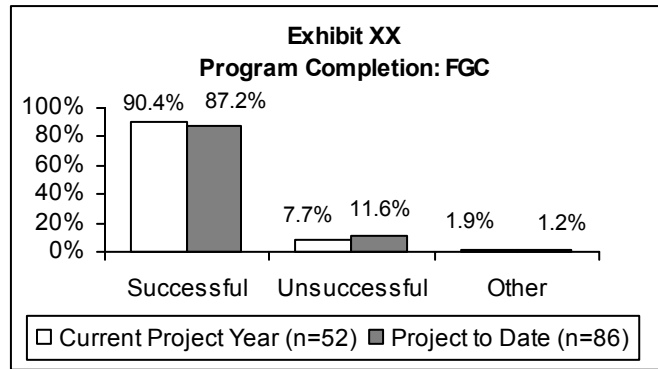 Exhibit XX
Program Completion: FGC
100%
80%
60%
40%
20%
0%
90.4% 87.2%
7.7% 11.6%
1.9% 1.2%
Successful Unsuccessful Other
Current Project Year (n=52) Project to Date (n=86)